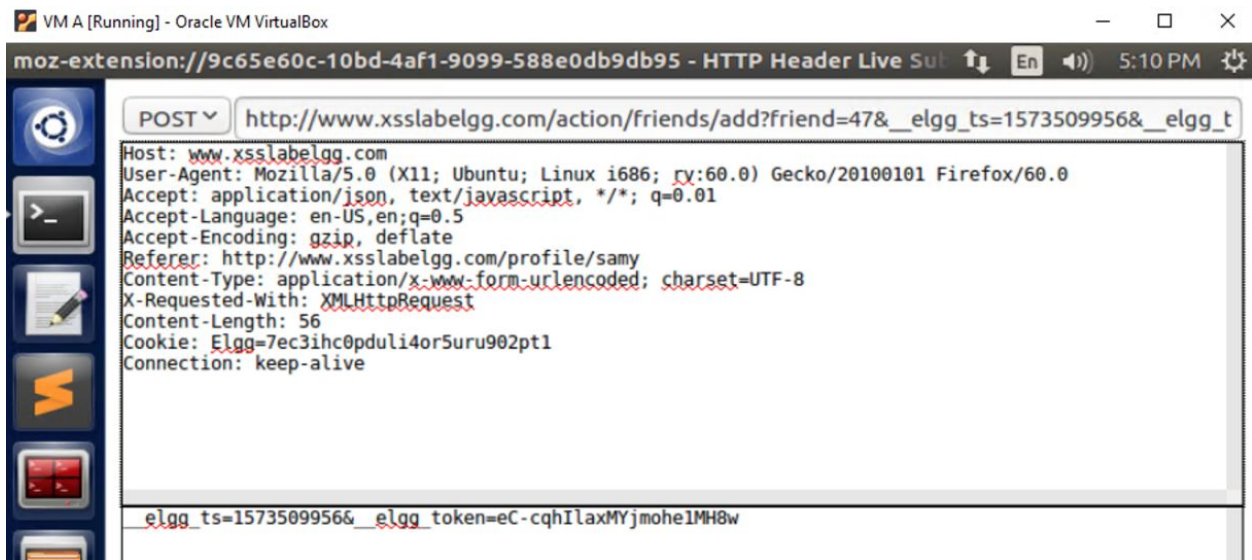 VM A [Running] - Oracle VM VirtualBox
moz-extension://9c65e60c-10bd-4af1-9099-588e0db9db95 - HTTP Header Live Sub En 5:10 PM
POST http://www.xsslabelgg.com/action/friends/add?friend=47&__elgg_ts=1573509956&__elgg_t
Host: www.xsslabelgg.com
User-Agent: Mozilla/5.0 (X11; Ubuntu; Linux i686; rv:60.0) Gecko/20100101 Firefox/60.0
Accept: application/json, text/javascript, */*; q=0.01
Accept-Language: en-US,en;q=0.5
Accept-Encoding: gzip, deflate
Referer: http://www.xsslabelgg.com/profile/samy
Content-Type: application/x-www-form-urlencoded; charset=UTF-8
X-Requested-With: XMLHttpRequest
Content-Length: 56
Cookie: Elgg=7ec3ihc0pduli4or5uru902pt1
Connection: keep-alive
__elgg_ts=1573509956&__elgg_token=eC-cqhIlaxMYjmohe1MH8w